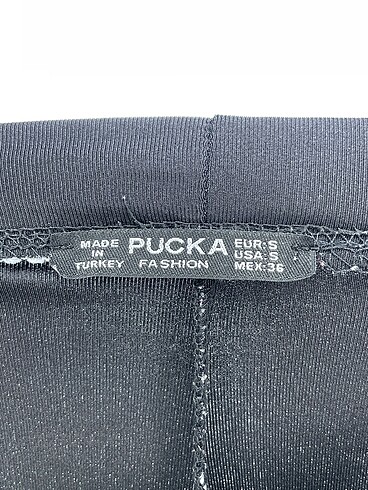 MADE IN TURKEY
PUCKA
FASHION
EUR:S
USA:S
MEX:36